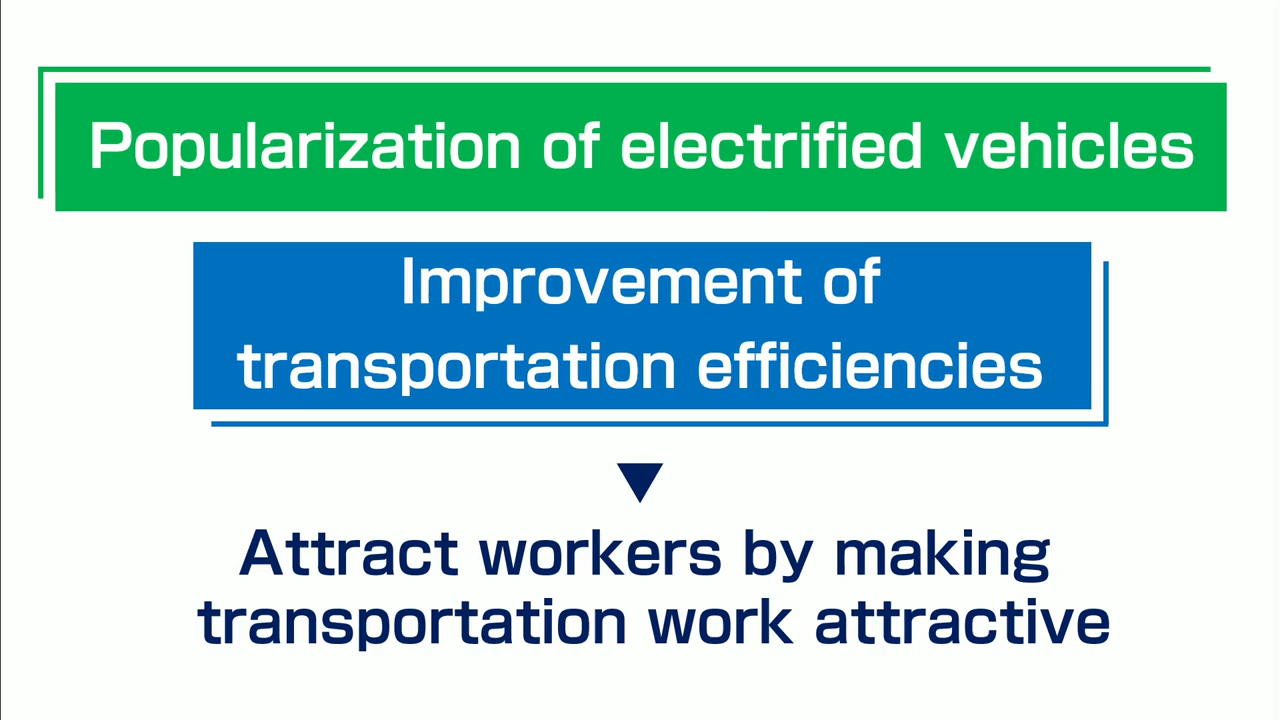 Popularization of electrified vehicles
Improvement of
transportation efficiencies
Attract workers by making
transportation work attractive